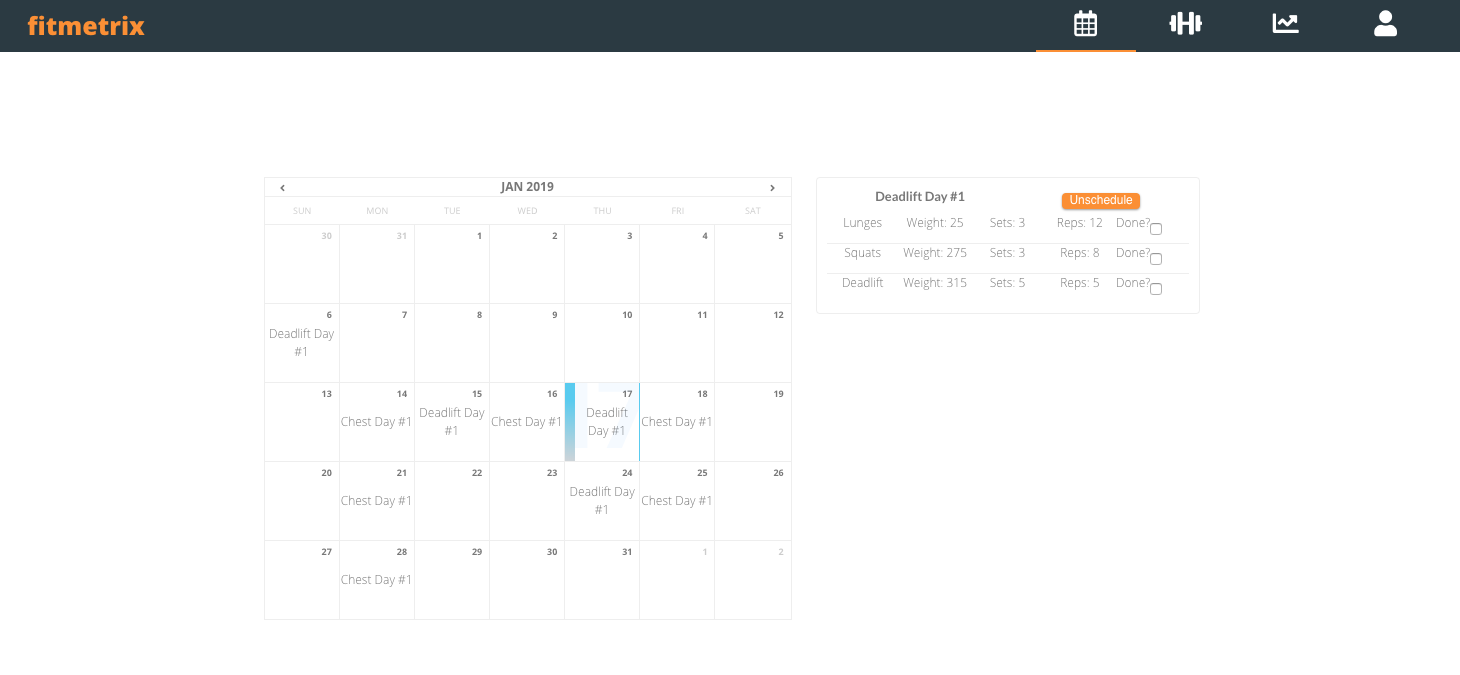 fitmetrix
‹ JAN 2019 ›
SUN MON TUE WED THU FRI SAT
30 31 1 2 3 4 5
6 7 8 9 10 11 12
Deadlift Day
#1
13 14 15 16 17 18 19
Chest Day #1 Deadlift Day #1 Chest Day #1 Deadlift Day #1 Chest Day #1
20 21 22 23 24 25 26
Chest Day #1 Deadlift Day #1 Chest Day #1
27 28 29 30 31 1 2
Chest Day #1
Deadlift Day #1 Unschedule
Lunges Weight: 25 Sets: 3 Reps: 12 Done?
Squats Weight: 275 Sets: 3 Reps: 8 Done?
Deadlift Weight: 315 Sets: 5 Reps: 5 Done?